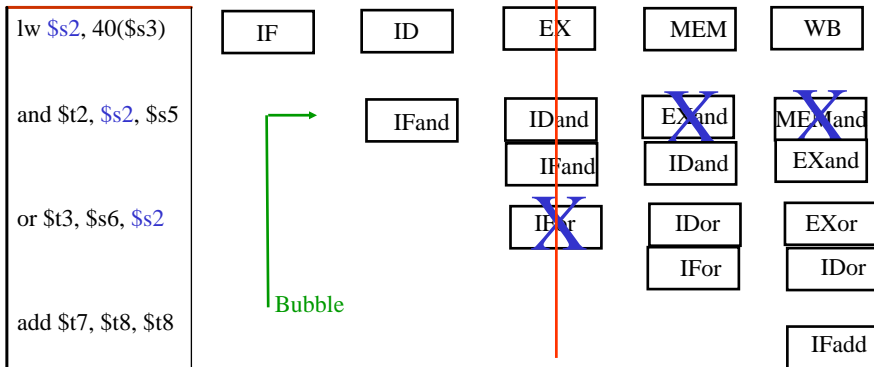 lw $s2, 40($s3) IF ID EX MEM WB
and $t2, $s2, $s5 IFand IDand EXand X MEMand X
IFand IDand EXand
or $t3, $s6, $s2 IFor X IDor EXor
IFor IDor
Bubble
add $t7, $t8, $t8 IFadd